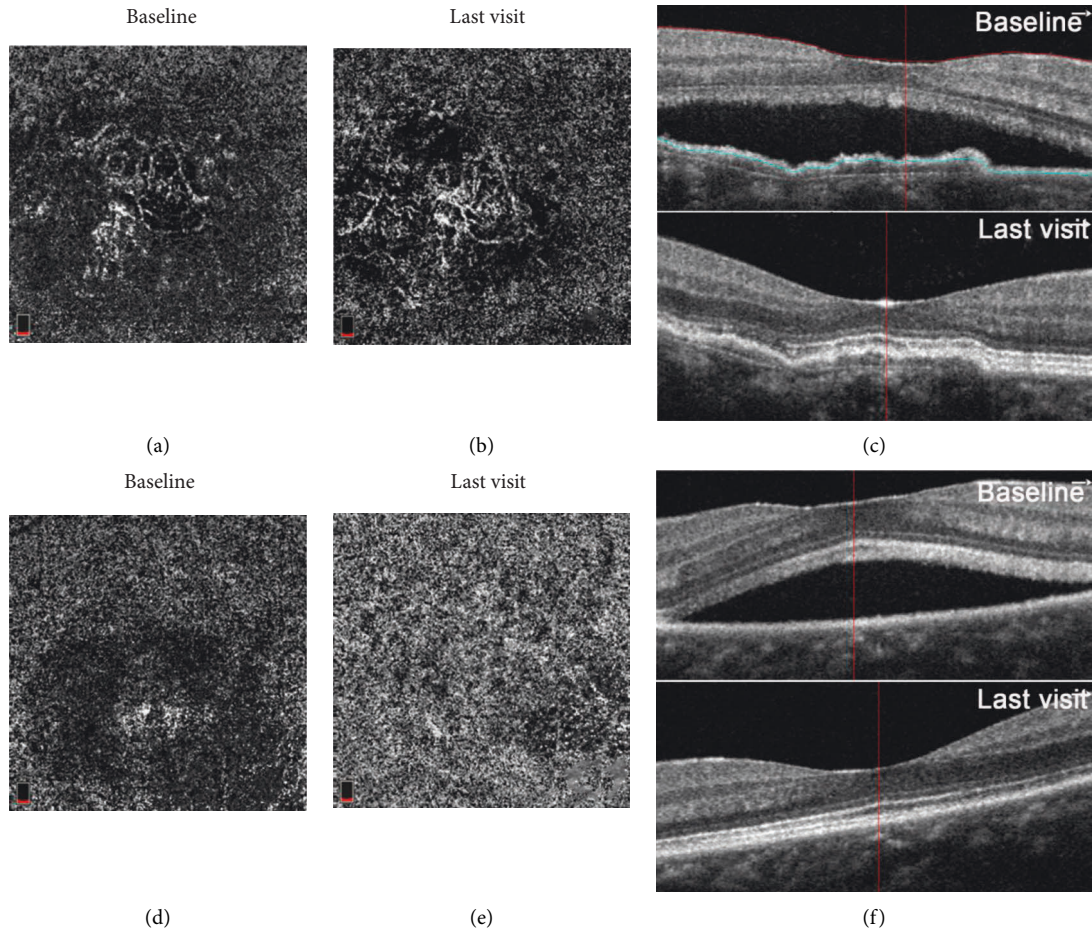 Baseline
Last visit
Baseline
Last visit
(a)
(b)
(c)
Baseline
Last visit
Baseline
Last visit
(d)
(e)
(f)